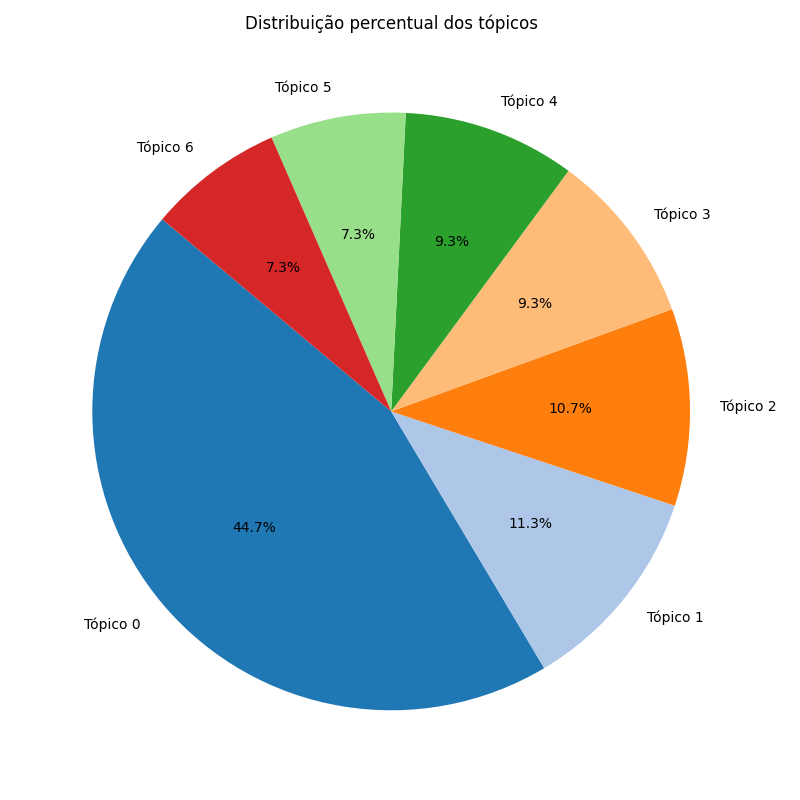 Distribuição percentual dos tópicos
Tópico 5
Tópico 4
Tópico 6
Tópico 3
7.3%
9.3%
7.3%
9.3%
Tópico 2
10.7%
11.3%
44.7%
Tópico 1
Tópico 0